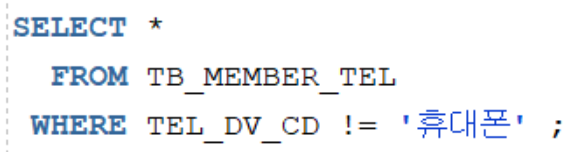 SELECT *
FROM TB_MEMBER_TEL
WHERE TEL_DV_CD != '휴대폰' ;